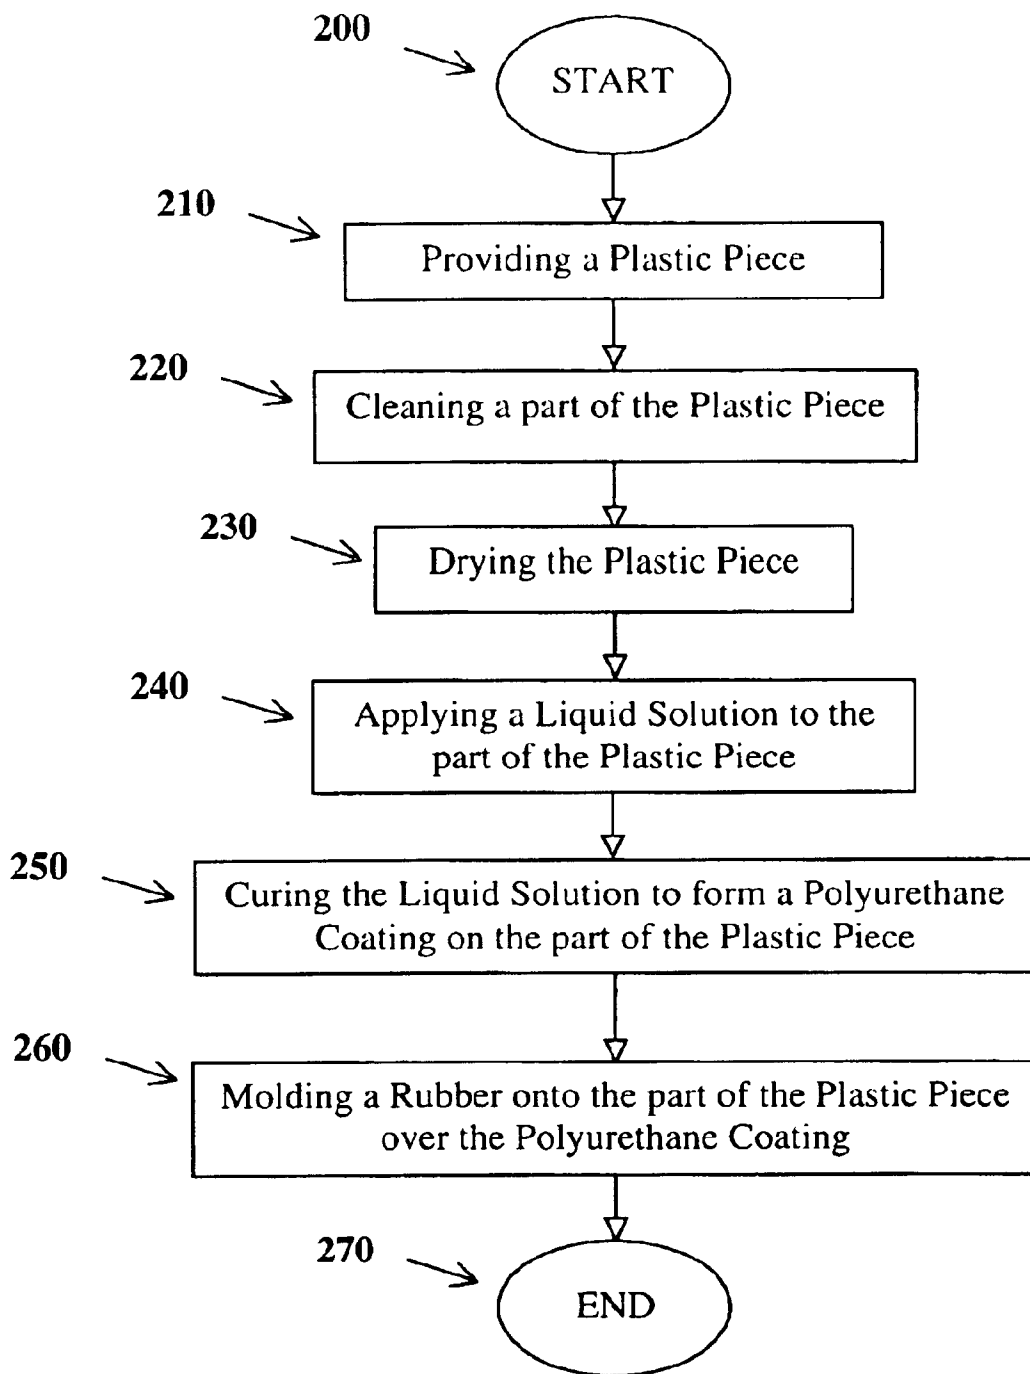 200
START
210
Providing a Plastic Piece
220
Cleaning a part of the Plastic Piece
230
Drying the Plastic Piece
240
Applying a Liquid Solution to the
part of the Plastic Piece
250
Curing the Liquid Solution to form a Polyurethane
Coating on the part of the Plastic Piece
260
Molding a Rubber onto the part of the Plastic Piece
over the Polyurethane Coating
270
END